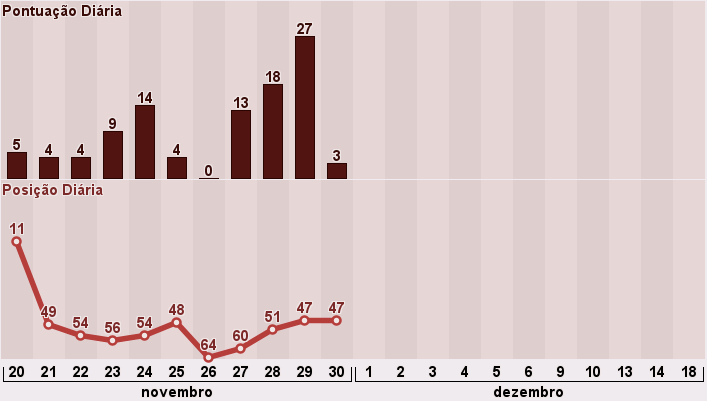 Pontuação Diária
5 4 4 9 14 4 0 13 18 27 3
Posição Diária
11 49 54 56 54 48 64 60 51 47 47
20 21 22 23 24 25 26 27 28 29 30 1 2 3 4 5 6 9 10 13 14 18
novembro dezembro